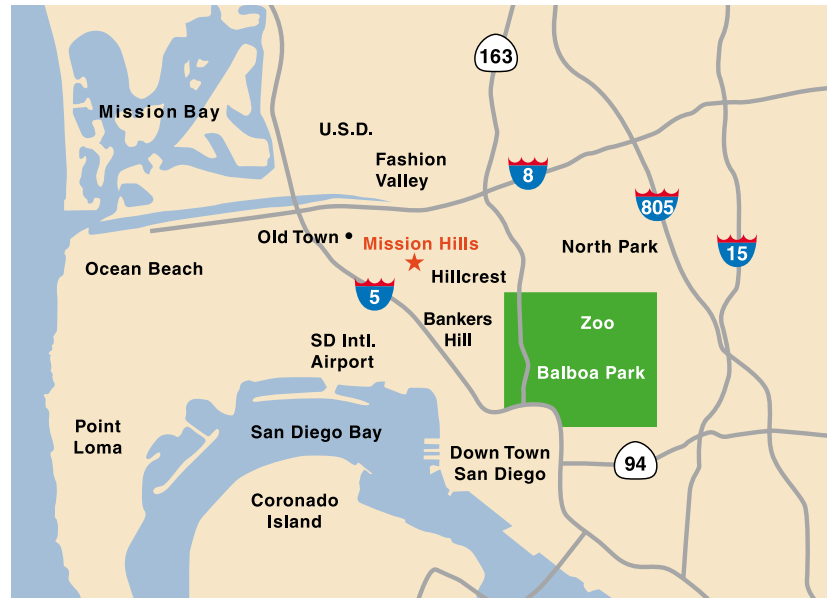 163
Mission Bay
U.S.D.
Fashion
Valley
8
805
Old Town
Mission Hills
North Park
15
Ocean Beach
Hillcrest
5
Bankers
Hill
Zoo
SD Intl.
Airport
Balboa Park
Point
Loma
San Diego Bay
Down Town
San Diego
94
Coronado
Island